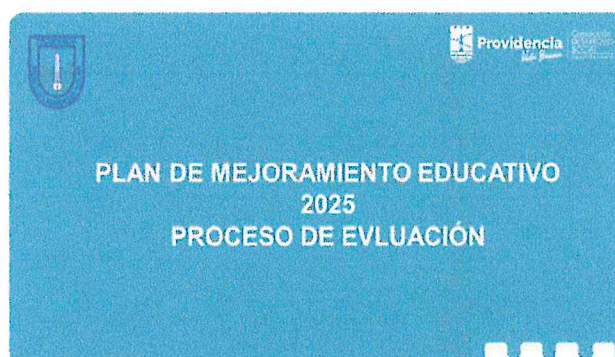 Providencia
PLAN DE MEJORAMIENTO EDUCATIVO
2025
PROCESO DE EVLUACIÓN